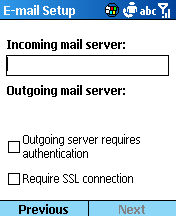 E-mail Setup abc
Incoming mail server:
Outgoing mail server:
Outgoing server requires
authentication
Require SSL connection
Previous Next